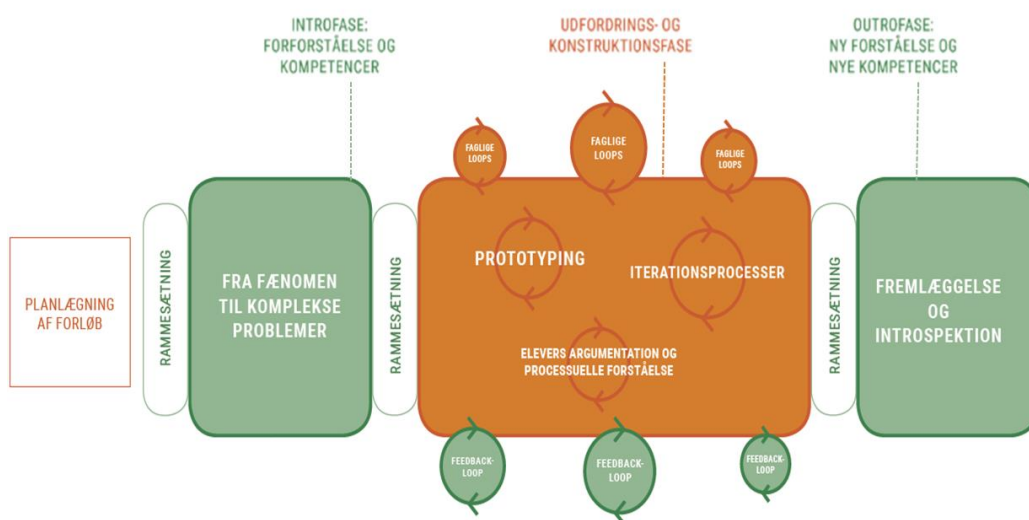 INTROFASE:
FORFORSTÅELSE OG
KOMPETENCER
UDFORDRINGS- OG
KONSTRUKTIONSFASE
OUTROFASE:
NY FORSTÅELSE OG
NYE KOMPETENCER
FAGLIGE
LOOPS
FAGLIGE
LOOPS
FAGLIGE
LOOPS
PLANLÆGNING
AF FORLØB
RAMMESÆTNING
FRA FÆNOMEN
TIL KOMPLEKSE
PROBLEMER
RAMMESÆTNING
PROTOTYPING
ITERATIONSPROCESSER
ELEVERS ARGUMENTATION OG
PROCESSUELLE FORSTÅELSE
RAMMESÆTNING
FREMLÆGGELSE
OG
INTROSPEKTION
FEEDBACK-
LOOP
FEEDBACK-
LOOP
FEEDBACK-
LOOP